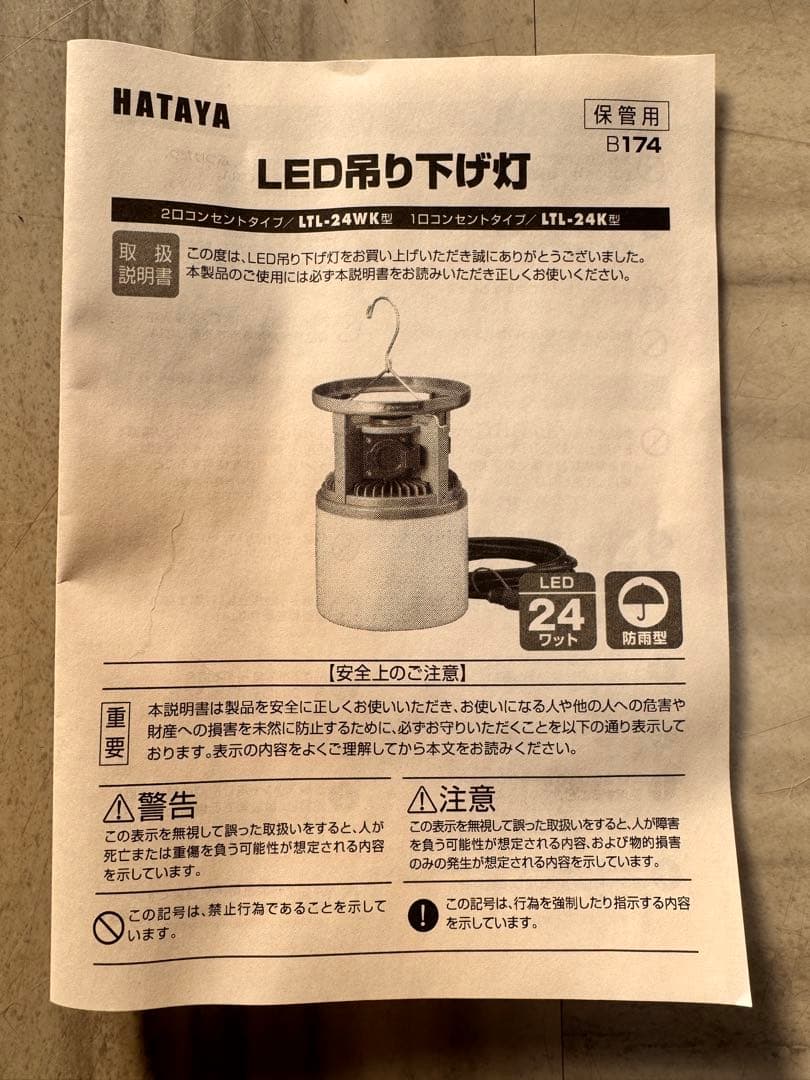 HATAYA
保管用
B174
LED吊り下げ灯
2口コンセントタイプ/LTL-24WK型 1口コンセントタイプ/LTL-24K型
取扱
説明書
この度は、LED吊り下げ灯をお買い上げいただき誠にありがとうございました。
本製品のご使用には必ず本説明書をお読みいただき正しくお使いください。
LED
24
ワット
防雨型
【安全上のご注意】
重要
本説明書は製品を安全に正しくお使いいただき、お使いになる人や他の人への危害や
財産への損害を未然に防止するために、必ずお守りいただくことを以下の通り表示して
おります。表示の内容をよくご理解してから本文をお読みください。
警告
この表示を無視して誤った取扱いをすると、人が
死亡または重傷を負う可能性が想定される内容
を示しています。
注意
この表示を無視して誤った取扱いをすると、人が障害
を負う可能性が想定される内容、および物的損害
のみの発生が想定される内容を示しています。
この記号は、禁止行為であることを示して
います。
この記号は、行為を強制したり指示する内容
を示しています。